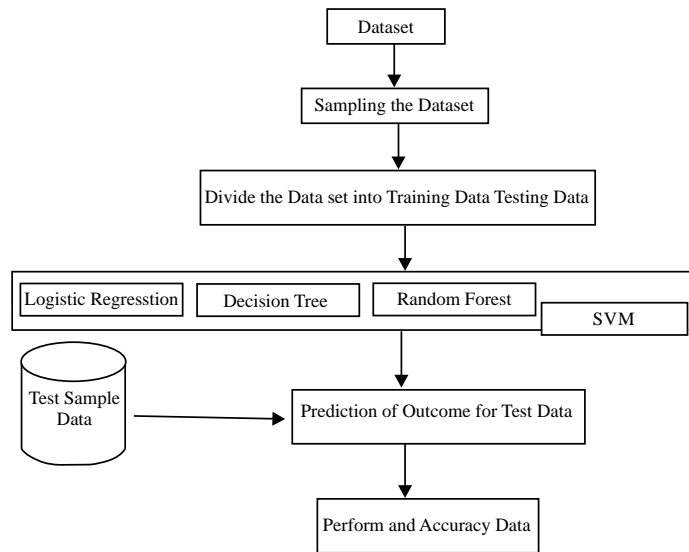 Dataset
Sampling the Dataset
Divide the Data set into Training Data Testing Data
Logistic Regresstion
Decision Tree
Random Forest
SVM
Test Sample
Data
Prediction of Outcome for Test Data
Perform and Accuracy Data